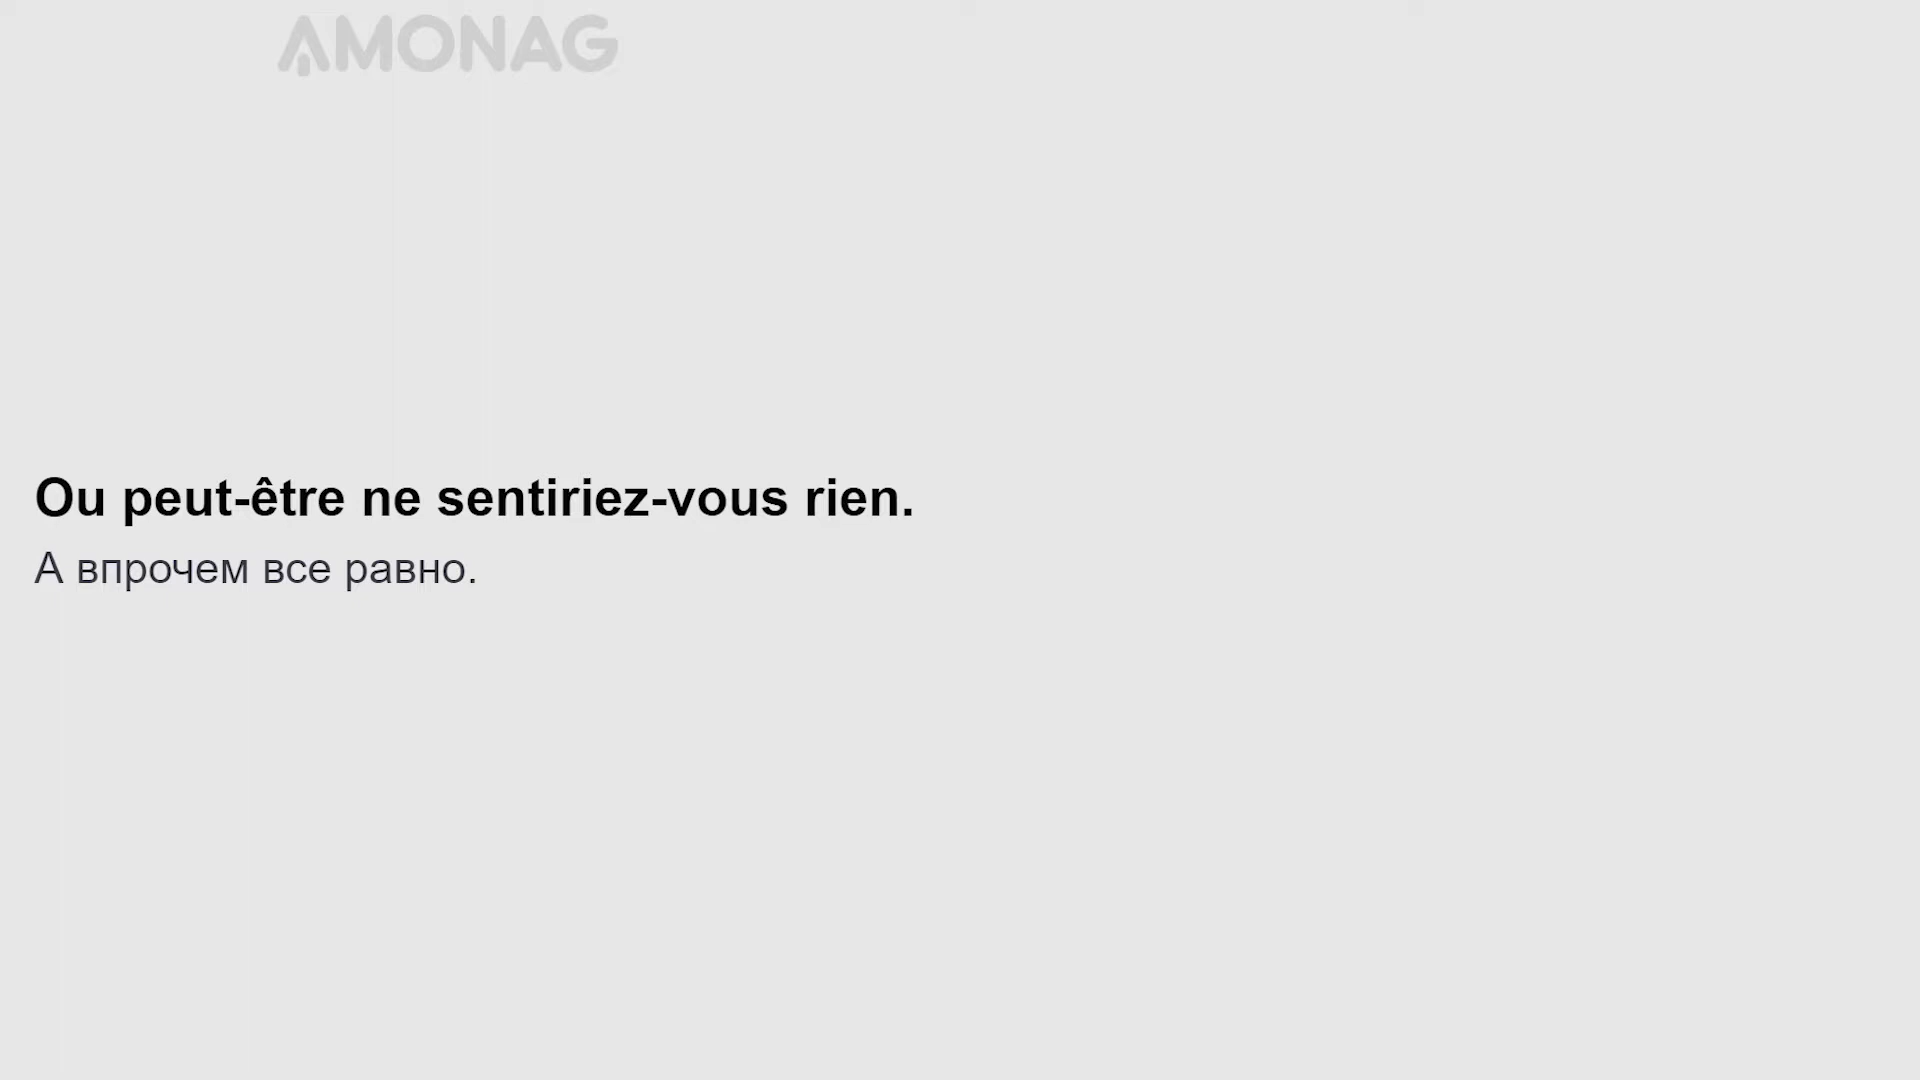 AMONAG
Ou peut-être ne sentiriez-vous rien.
А впрочем все равно.